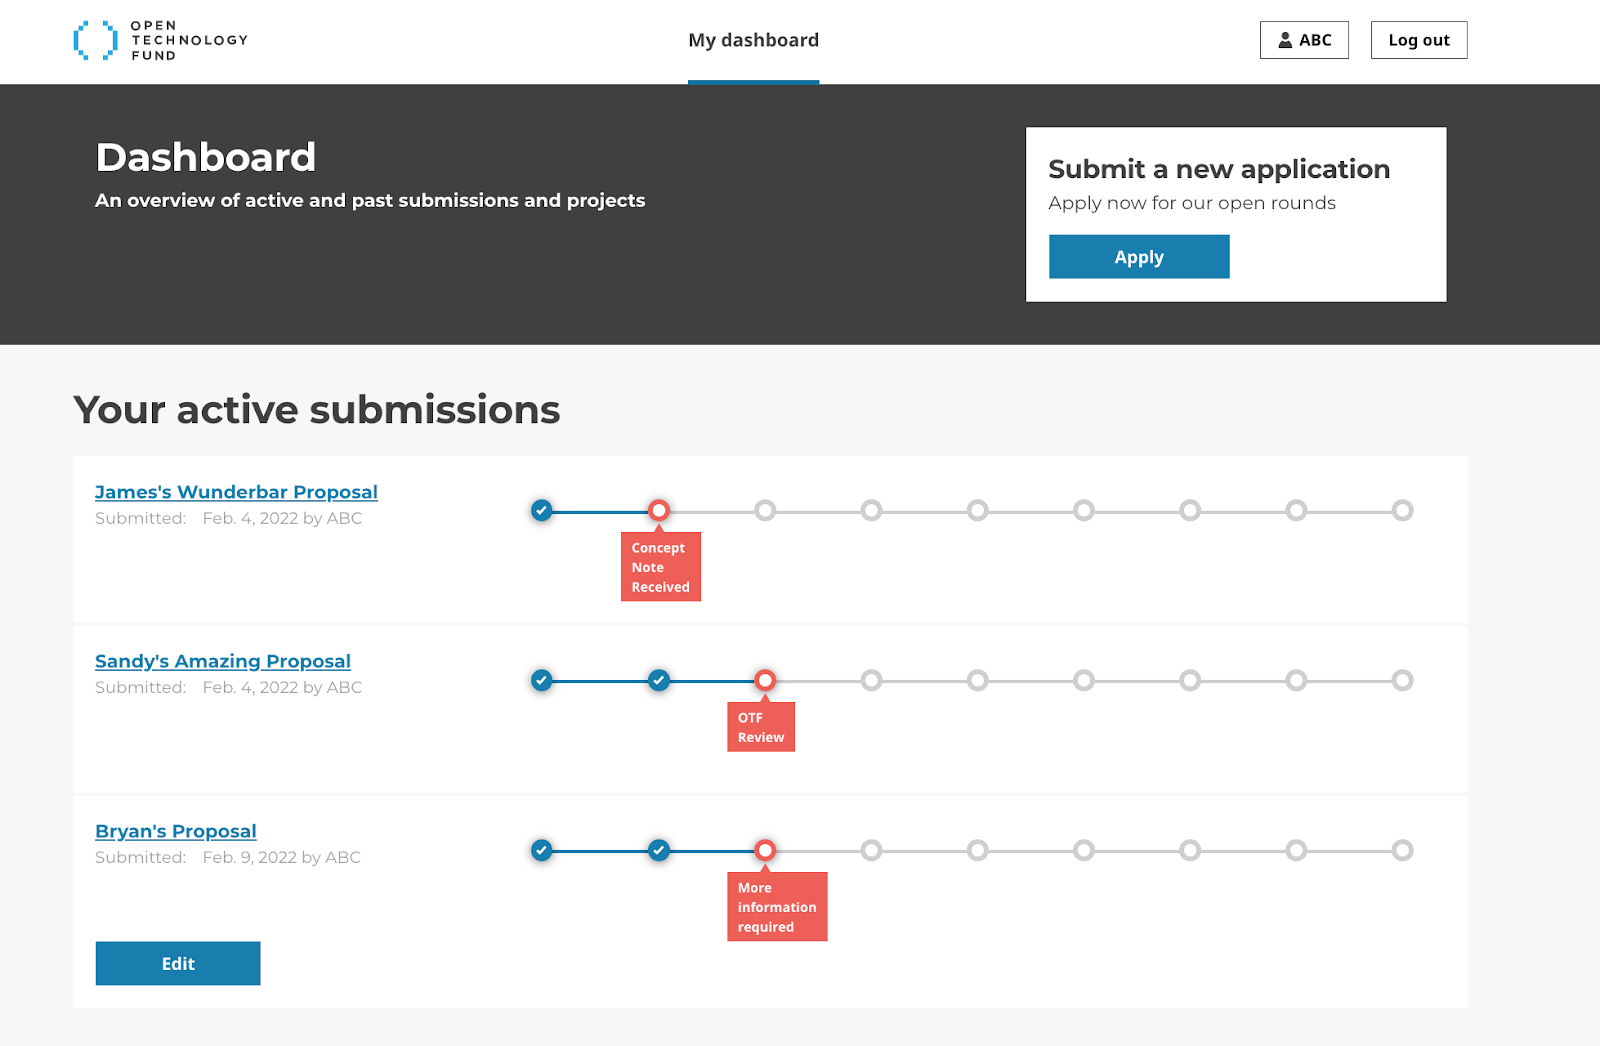 OPEN
TECHNOLOGY
FUND
My dashboard
ABC
Log out
Dashboard
An overview of active and past submissions and projects
Submit a new application
Apply now for our open rounds
Apply
Your active submissions
James's Wunderbar Proposal
Submitted: Feb. 4, 2022 by ABC
Concept
Note
Received
Sandy's Amazing Proposal
Submitted: Feb. 4, 2022 by ABC
OTF
Review
Bryan's Proposal
Submitted: Feb. 9, 2022 by ABC
More
information
required
Edit